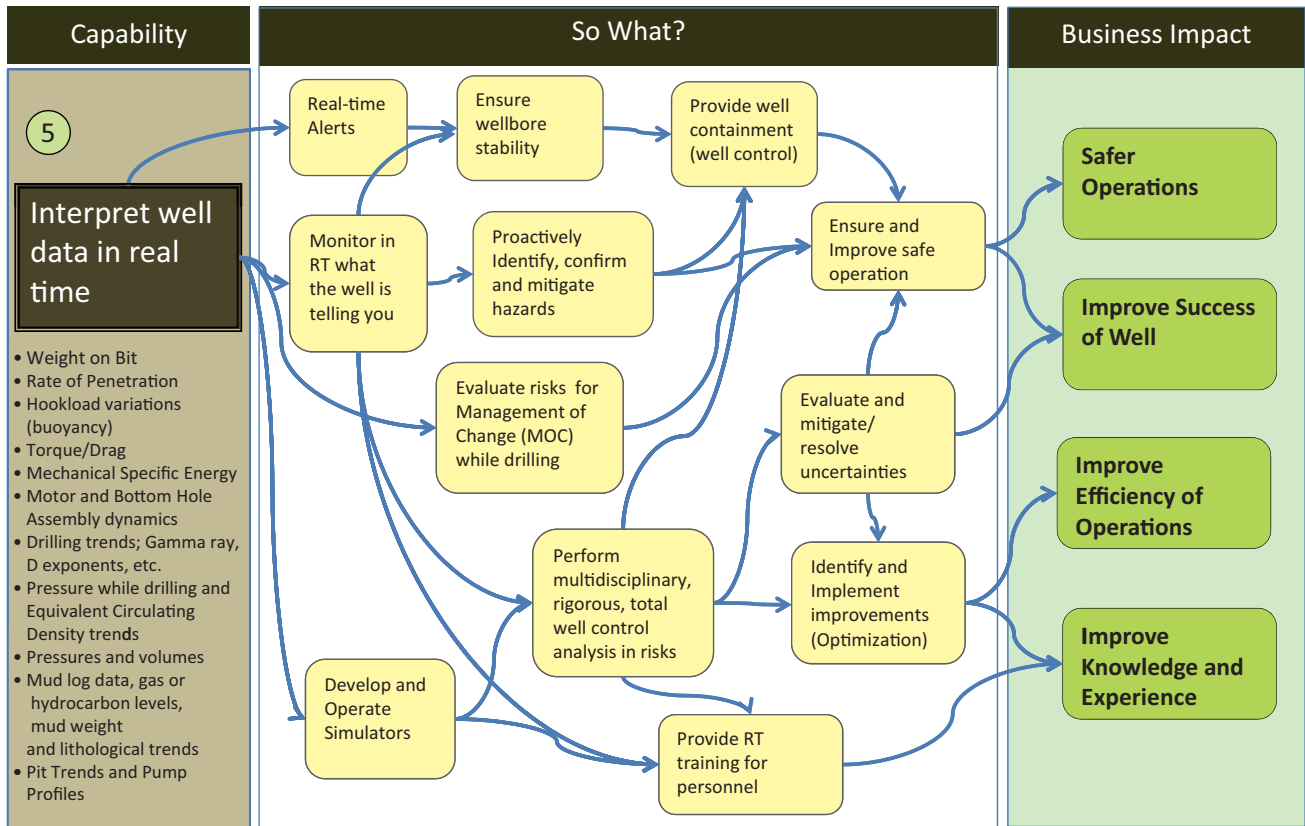 Capability
So What?
Business Impact
5
Interpret well
data in real
time
• Weight on Bit
• Rate of Penetration
• Hookload variations
(buoyancy)
• Torque/Drag
• Mechanical Specific Energy
• Motor and Bottom Hole
Assembly dynamics
• Drilling trends; Gamma ray,
D exponents, etc.
• Pressure while drilling and
Equivalent Circulating
Density trends
• Pressures and volumes
• Mud log data, gas or
hydrocarbon levels,
mud weight
and lithological trends
• Pit Trends and Pump
Profiles
Real-time
Alerts
Ensure
wellbore
stability
Provide well
containment
(well control)
Monitor in
RT what
the well is
telling you
Proactively
Identify, confirm
and mitigate
hazards
Ensure and
Improve safe
operation
Evaluate risks for
Management of
Change (MOC)
while drilling
Evaluate and
mitigate/
resolve
uncertainties
Perform
multidisciplinary,
rigorous, total
well control
analysis in risks
Identify and
Implement
improvements
(Optimization)
Develop and
Operate
Simulators
Provide RT
training for
personnel
Safer
Operations
Improve Success
of Well
Improve
Efficiency of
Operations
Improve
Knowledge and
Experience